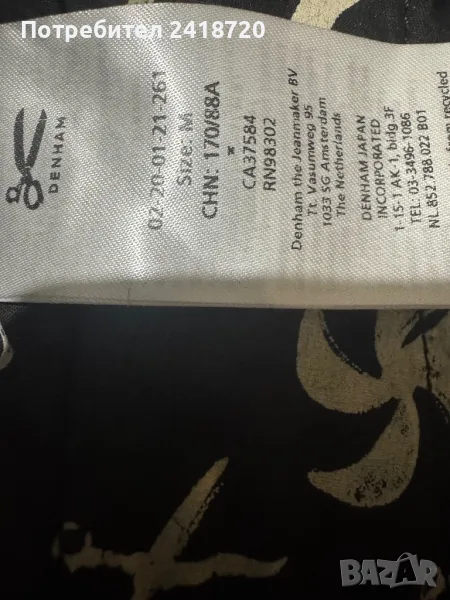 Потребител 2418720
DENHAM
02-20-01-21-261
Size: M
CHN: 170/88A
CA37584
RN98302
Denham the Jeanmaker BV
Tt. Vasumweg 95
1033 SG Amsterdam
The Netherlands
DENHAM JAPAN
INCORPORATED
1-15-1 AK-1, bldg.3F
TEL: 03-3496-1086
NL.852.788.022 B01
from recycled
BAZAR